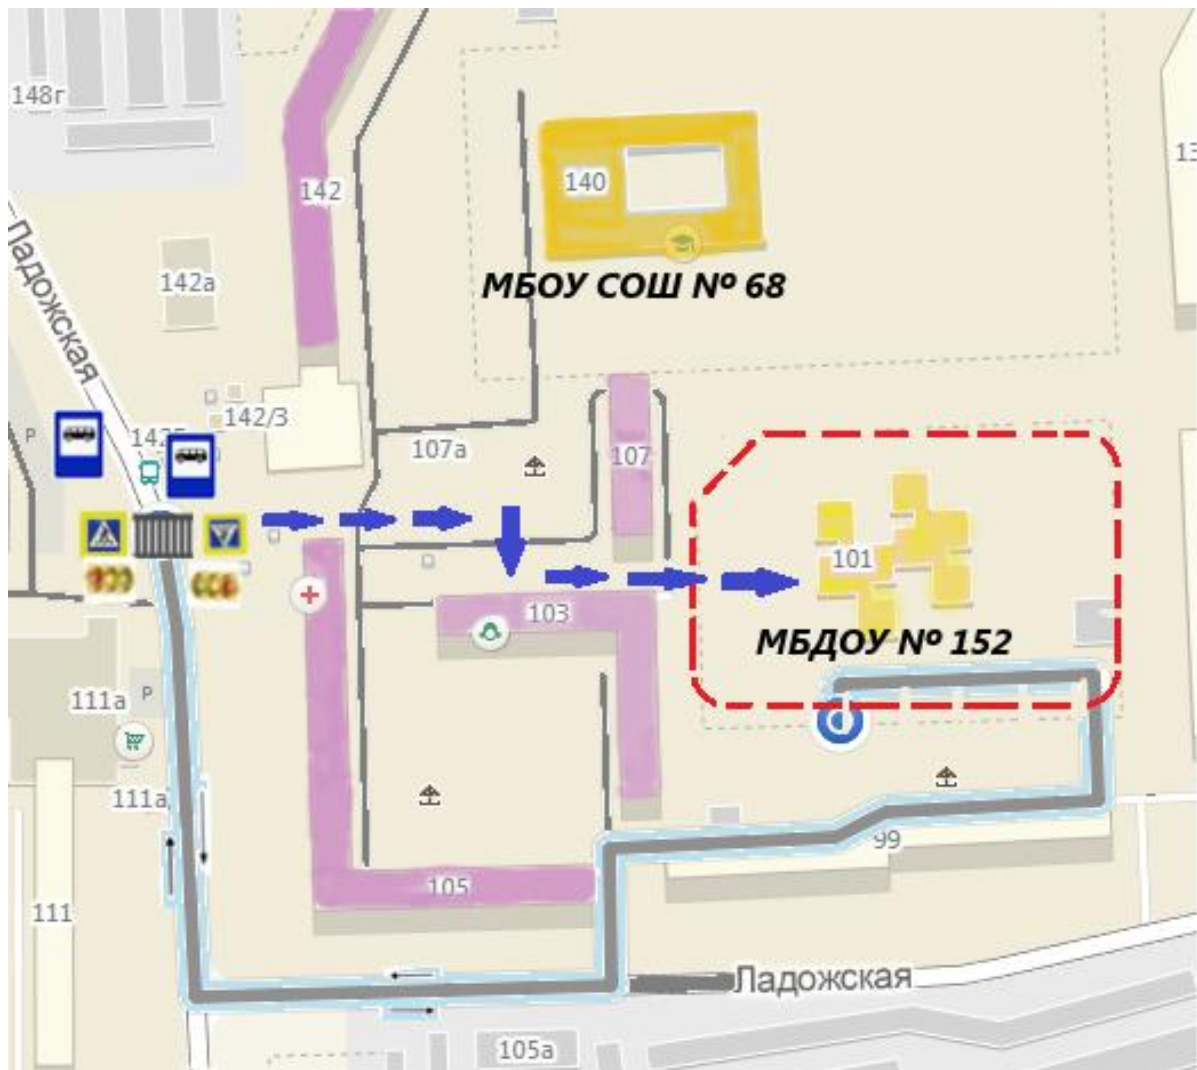 148г
142
140
МБОУ СОШ № 68
Ладожская
142а
142/3
Р
107а
107
101
103
МБДОУ № 152
111а
Р
111а
99
105
111
Ладожская
105а